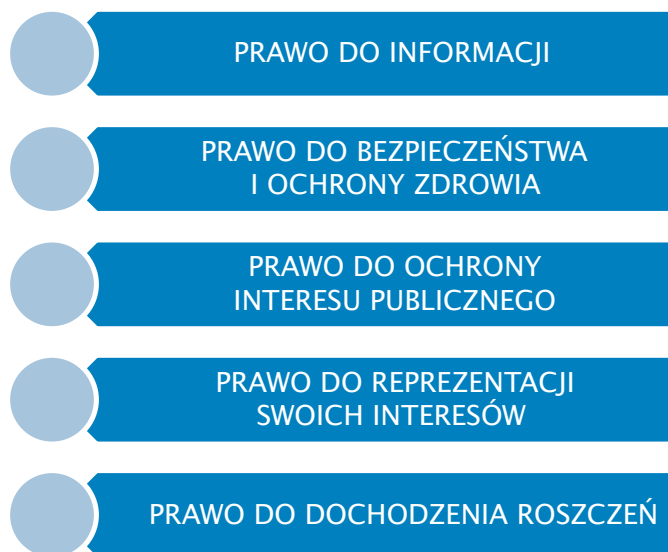 PRAWO DO INFORMACJI
PRAWO DO BEZPIECZEŃSTWA
I OCHRONY ZDROWIA
PRAWO DO OCHRONY
INTERESU PUBLICZNEGO
PRAWO DO REPREZENTACJI
SWOICH INTERESÓW
PRAWO DO DOCHODZENIA ROSZCZEŃ